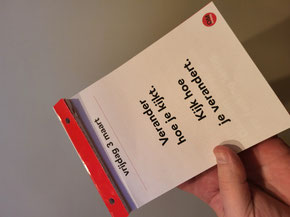 vrijdag 3 maart
Verander
hoe je kijkt.
Kijk hoe
je verandert.